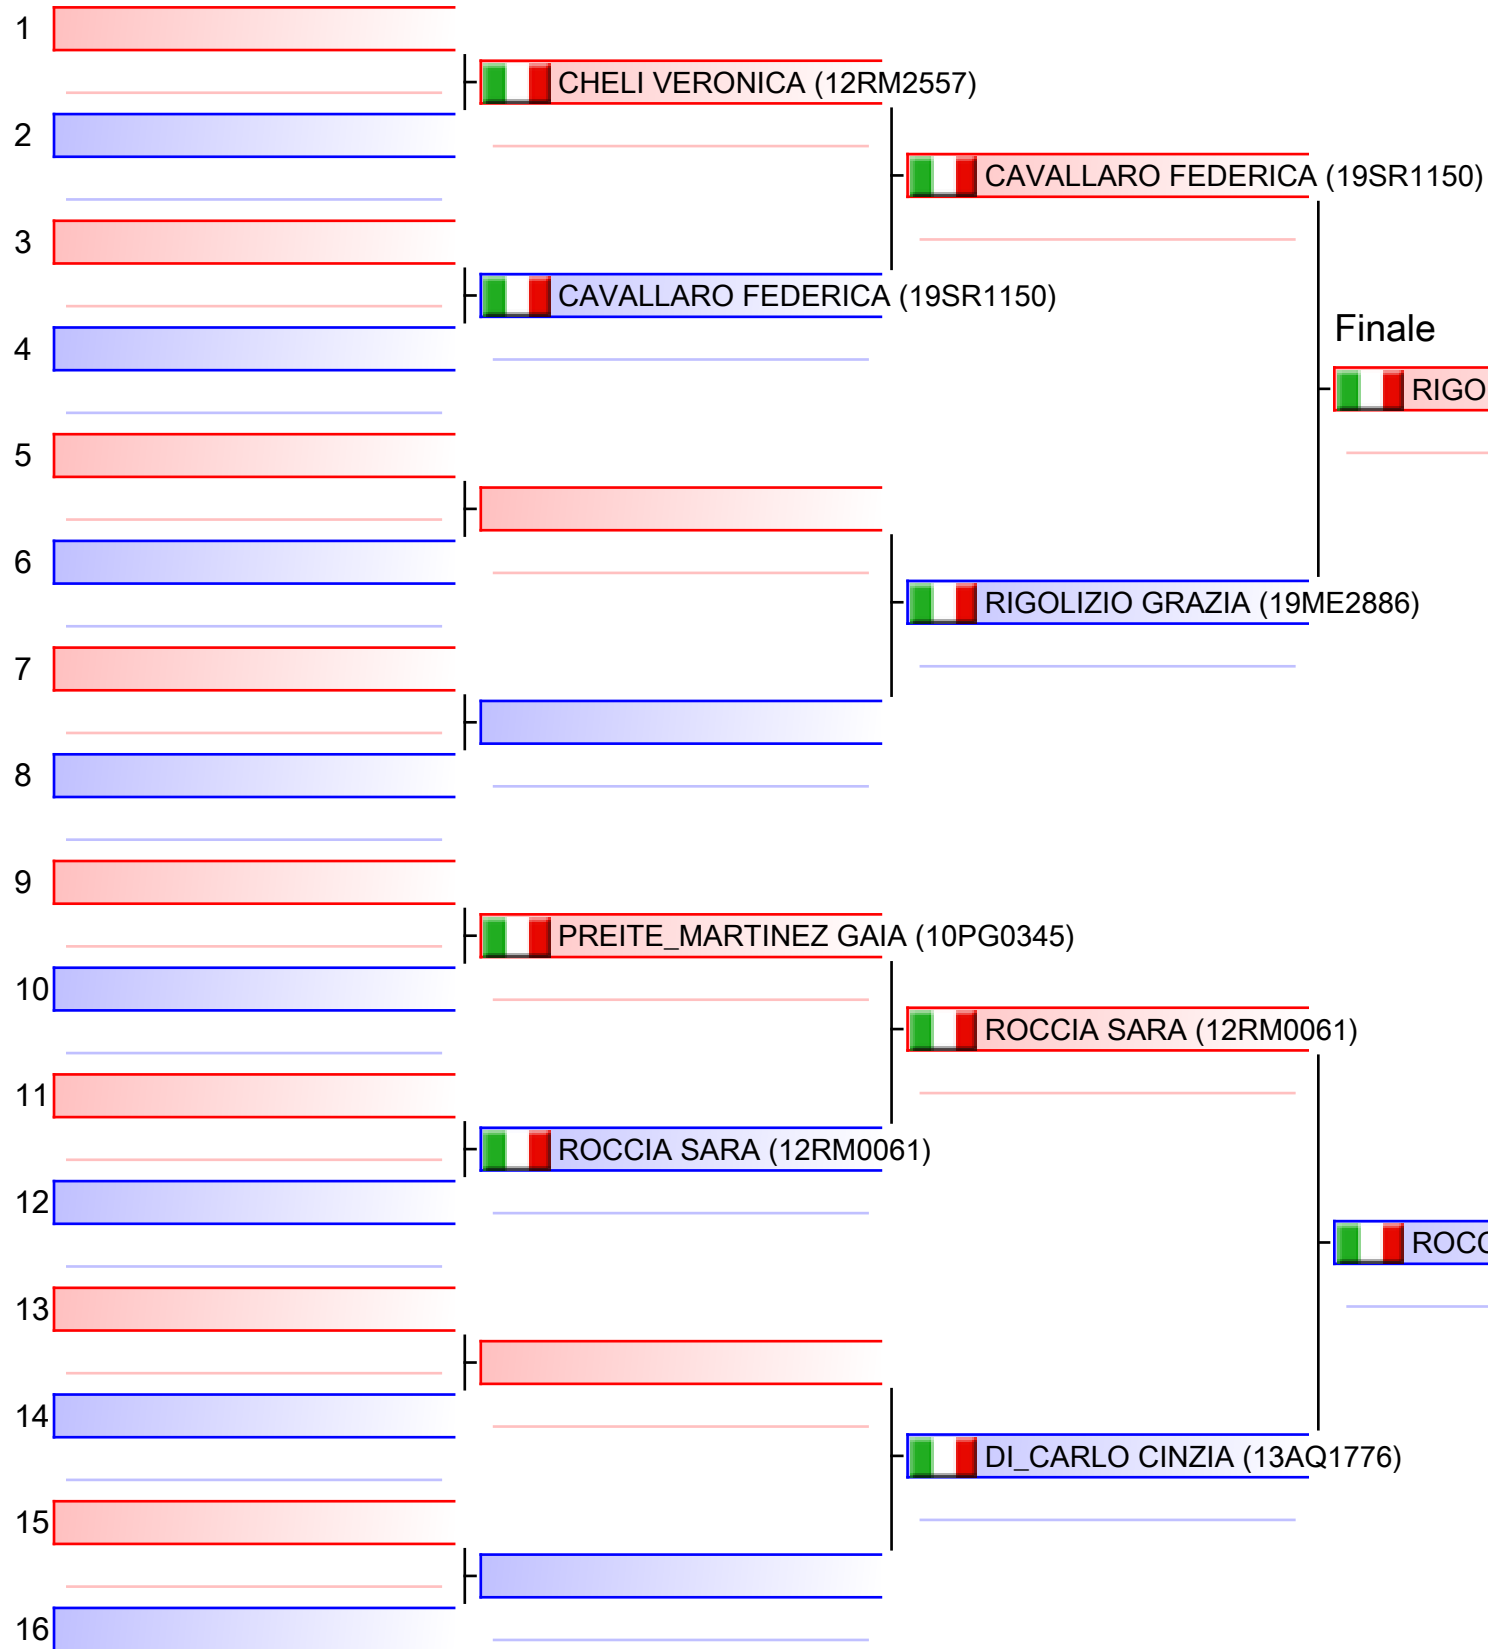 1
CHELI VERONICA (12RM2557)
2
CAVALLARO FEDERICA (19SR1150)
3
CAVALLARO FEDERICA (19SR1150)
Finale
4
RIGO
5
6
RIGOLIZIO GRAZIA (19ME2886)
7
8
9
PREITE_MARTINEZ GAIA (10PG0345)
10
ROCCIA SARA (12RM0061)
11
ROCCIA SARA (12RM0061)
12
13
14
DI_CARLO CINZIA (13AQ1776)
15
16